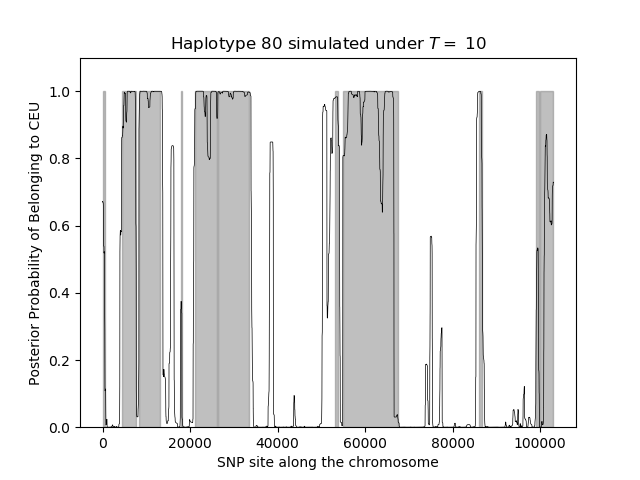 Haplotype 80 simulated under T = 10
Posterior Probability of Belonging to CEU
1.0
0.8
0.6
0.4
0.2
0.0
0 20000 40000 60000 80000 100000
SNP site along the chromosome